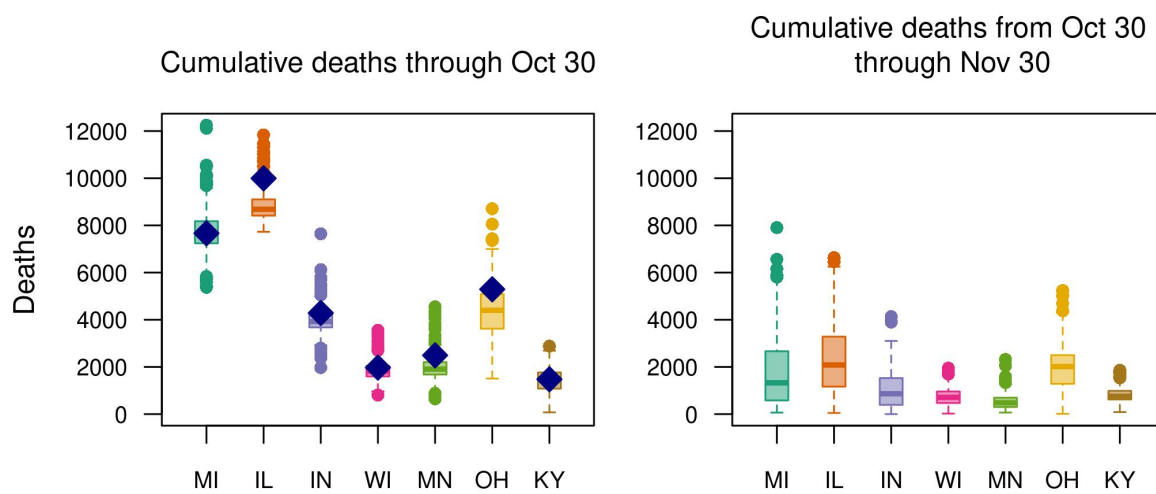 Cumulative deaths through Oct 30
Deaths
12000
10000
8000
6000
4000
2000
0
MI IL IN WI MN OH KY
Cumulative deaths from Oct 30
through Nov 30
12000
10000
8000
6000
4000
2000
0
MI IL IN WI MN OH KY